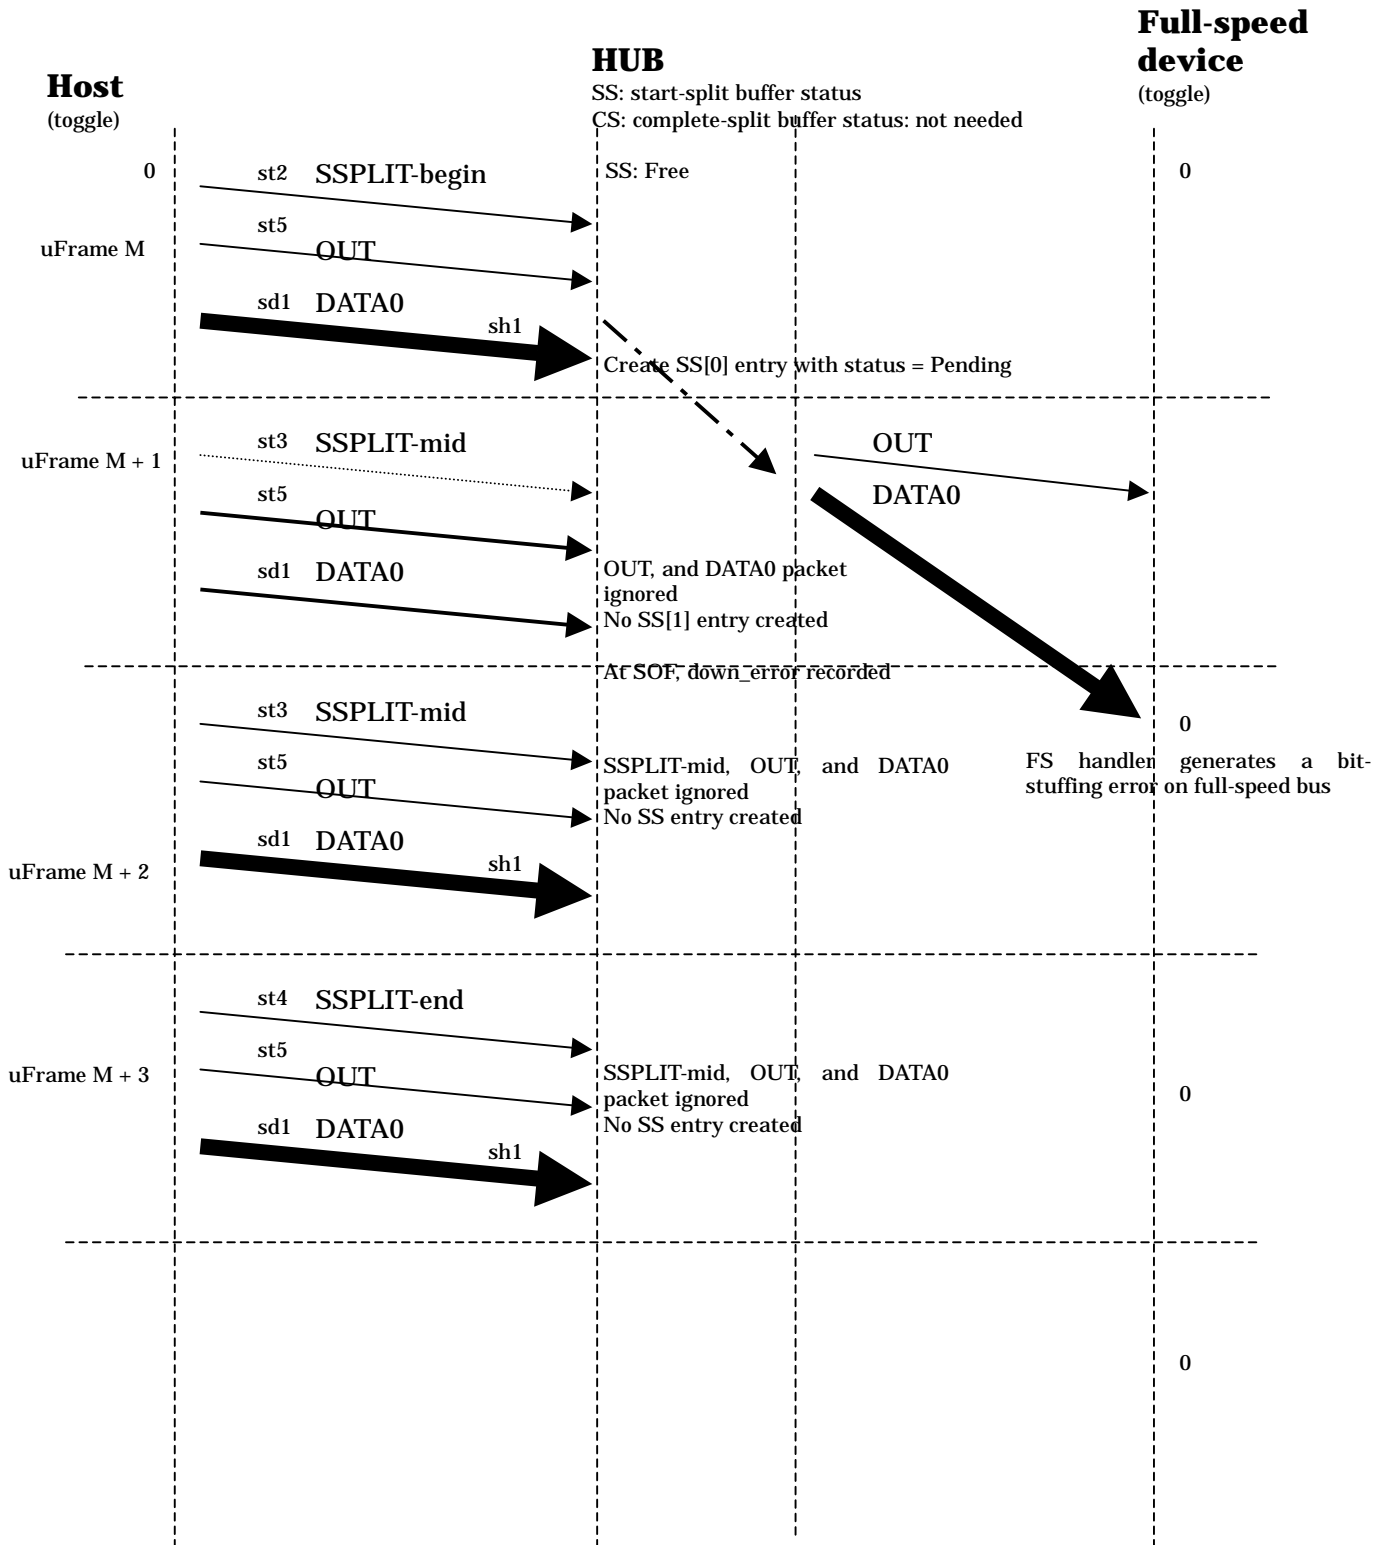 Full-speed
device
(toggle)
HUB
SS: start-split buffer status
CS: complete-split buffer status: not needed
Host
(toggle)
0
st2 SSPLIT-begin
SS: Free
0
st5
OUT
uFrame M
sd1 DATA0
sh1
Create SS[0] entry with status = Pending
st3 SSPLIT-mid
OUT
uFrame M + 1
st5
DATA0
OUT
sd1 DATA0
OUT, and DATA0 packet
ignored
No SS[1] entry created
At SOF, down_error recorded
st3 SSPLIT-mid
0
st5
OUT
SSPLIT-mid, OUT, and DATA0
packet ignored
No SS entry created
FS handler generates a bit-
stuffing error on full-speed bus
sd1 DATA0
sh1
uFrame M + 2
st4 SSPLIT-end
st5
OUT
uFrame M + 3
SSPLIT-mid, OUT, and DATA0
packet ignored
No SS entry created
0
sd1 DATA0
sh1
0